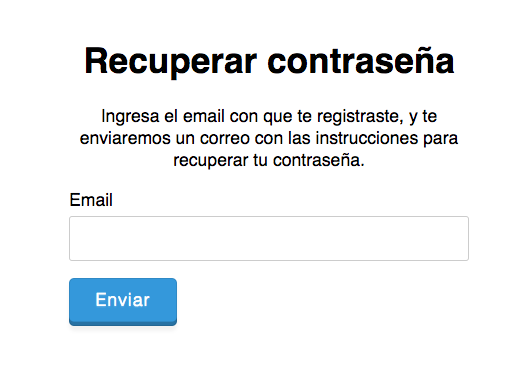 Recuperar contraseña
Ingresa el email con que te registraste, y te
enviaremos un correo con las instrucciones para
recuperar tu contraseña.
Email
Enviar